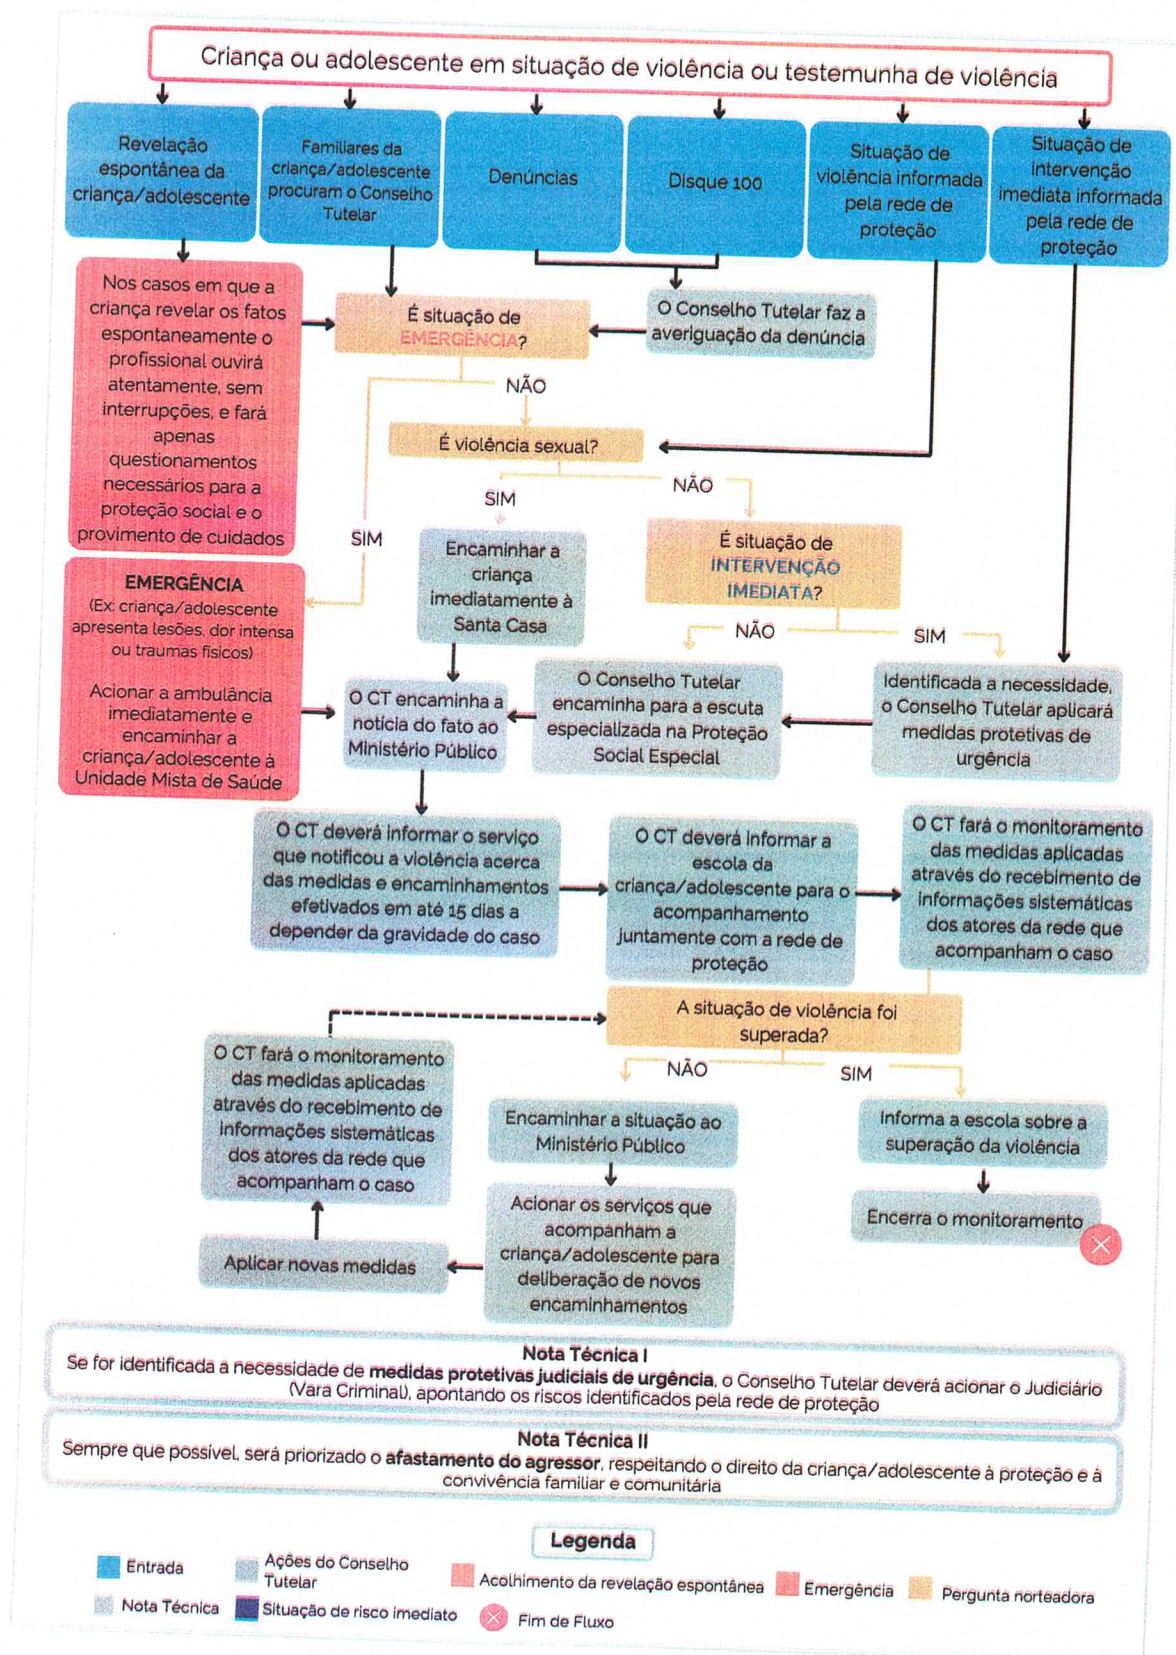 Criança ou adolescente em situação de violência ou testemunha de violência
Revelação
espontânea da
criança/adolescente
Familiares da
criança/adolescente
procuram o Conselho
Tutelar
Denúncias
Disque 100
Situação de
violência informada
pela rede de
proteção
Situação de
intervenção
imediata informada
pela rede de
proteção
Nos casos em que a
criança revelar os fatos
espontaneamente o
profissional ouvirá
atentamente, sem
interrupções, e fará
apenas
questionamentos
necessários para a
proteção social e o
provimento de cuidados
É situação de
EMERGÊNCIA?
O Conselho Tutelar faz a
averiguação da denúncia
NÃO
É violência sexual?
SIM
NÃO
SIM
Encaminhar a
criança
imediatamente à
Santa Casa
É situação de
INTERVENÇÃO
IMEDIATA?
NÃO
SIM
EMERGÊNCIA
(Ex: criança/adolescente
apresenta lesões, dor intensa
ou traumas físicos)
Acionar a ambulância
imediatamente e
encaminhar a
criança/adolescente à
Unidade Mista de Saúde
O CT encaminha a
notícia do fato ao
Ministério Público
O Conselho Tutelar
encaminha para a escuta
especializada na Proteção
Social Especial
Identificada a necessidade,
o Conselho Tutelar aplicará
medidas protetivas de
urgência
O CT deverá informar o serviço
que notificou a violência acerca
das medidas e encaminhamentos
efetivados em até 15 dias a
depender da gravidade do caso
O CT deverá informar a
escola da
criança/adolescente para o
acompanhamento
juntamente com a rede de
proteção
O CT fará o monitoramento
das medidas aplicadas
através do recebimento de
informações sistemáticas
dos atores da rede que
acompanham o caso
A situação de violência foi
superada?
NÃO
SIM
O CT fará o monitoramento
das medidas aplicadas
através do recebimento de
informações sistemáticas
dos atores da rede que
acompanham o caso
Encaminhar a situação ao
Ministério Público
Informa a escola sobre a
superação da violência
Acionar os serviços que
acompanham a
criança/adolescente para
deliberação de novos
encaminhamentos
Encerra o monitoramento
Aplicar novas medidas
Nota Técnica I
Se for identificada a necessidade de medidas protetivas judiciais de urgência, o Conselho Tutelar deverá acionar o Judiciário
(Vara Criminal), apontando os riscos identificados pela rede de proteção
Nota Técnica II
Sempre que possível, será priorizado o afastamento do agressor, respeitando o direito da criança/adolescente à proteção e à
convivência familiar e comunitária
Legenda
Entrada
Ações do Conselho
Tutelar
Acolhimento da revelação espontânea
Emergência
Pergunta norteadora
Nota Técnica
Situação de risco imediato
Fim de Fluxo